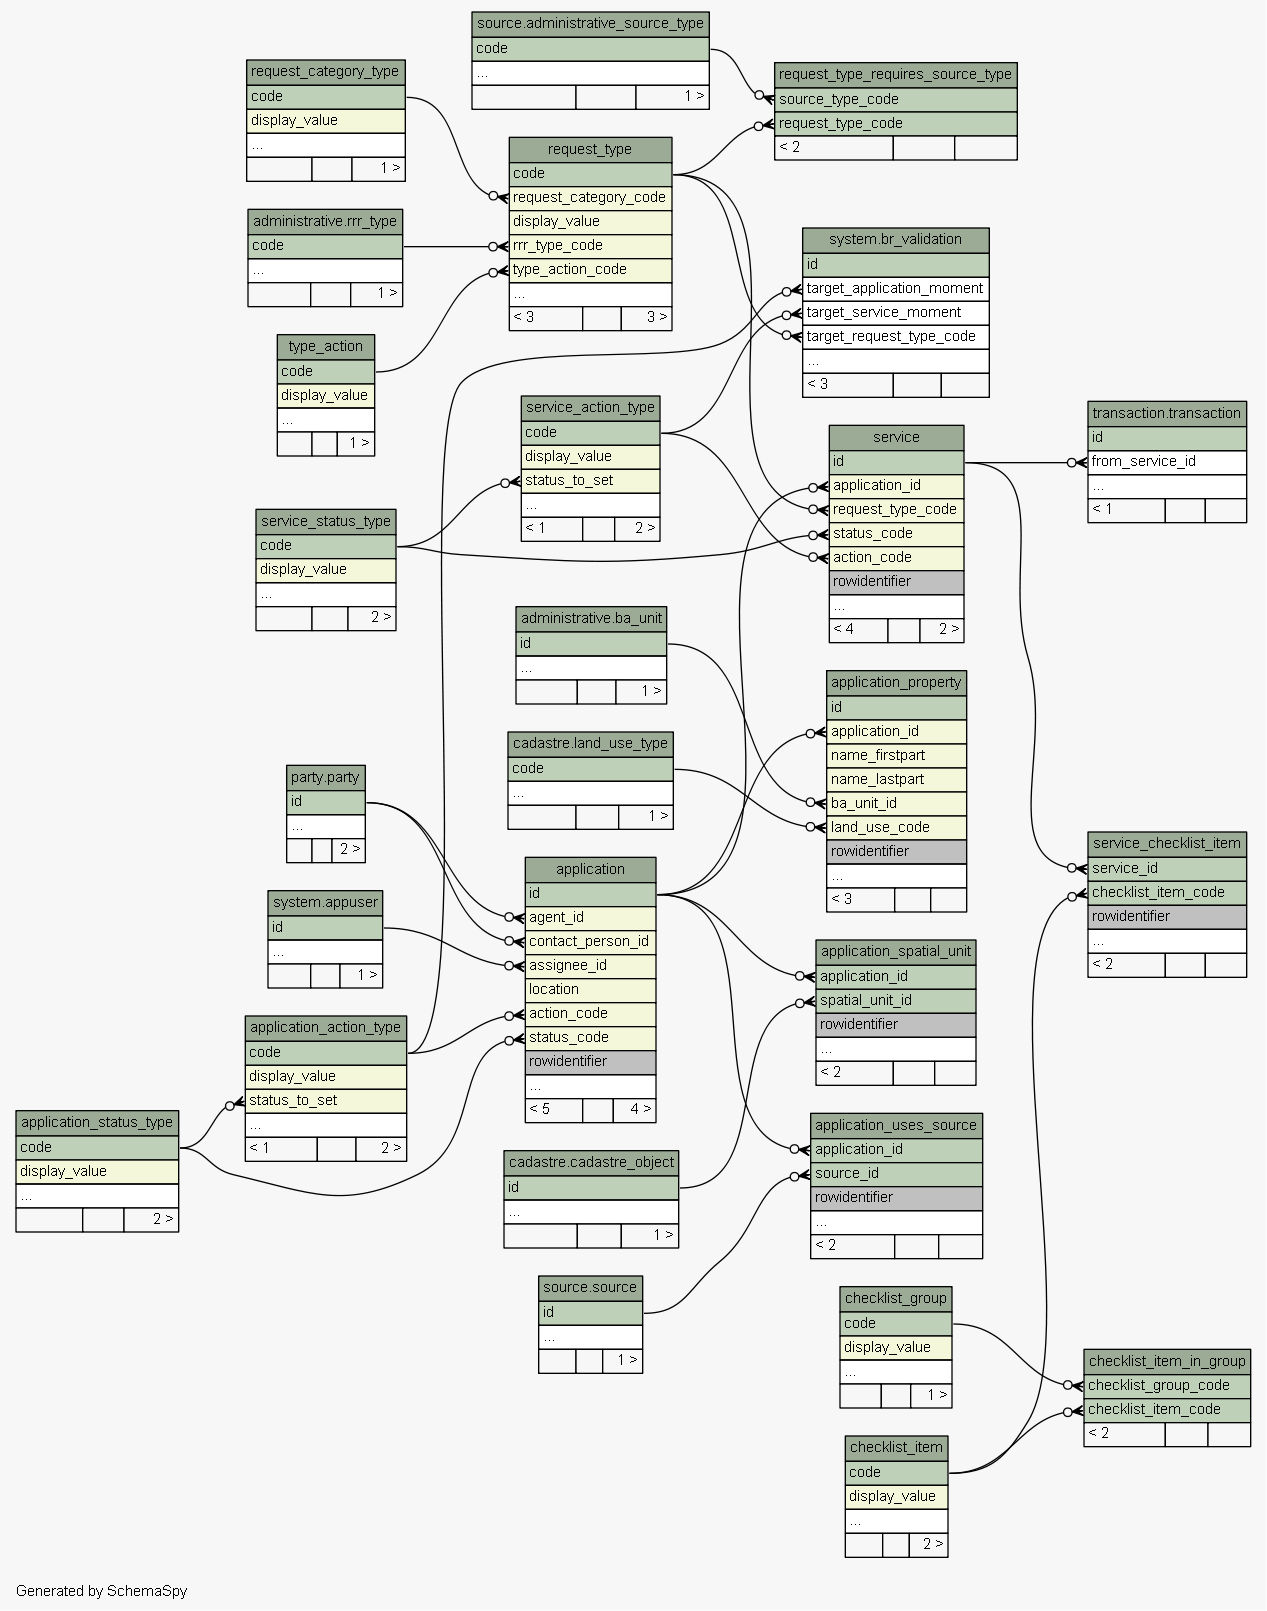 source.administrative_source_type
code
...
1 >
request_category_type
code
display_value
...
1 >
request_type_requires_source_type
source_type_code
request_type_code
< 2
request_type
code
request_category_code
display_value
rrr_type_code
type_action_code
...
< 3 3 >
administrative.rrr_type
code
...
1 >
system.br_validation
id
target_application_moment
target_service_moment
target_request_type_code
...
< 3
type_action
code
display_value
...
1 >
service_action_type
code
display_value
status_to_set
...
< 1 2 >
transaction.transaction
id
from_service_id
...
< 1
service
id
application_id
request_type_code
status_code
action_code
rowidentifier
...
< 4 2 >
service_status_type
code
display_value
...
2 >
administrative.ba_unit
id
...
1 >
application_property
id
application_id
name_firstpart
name_lastpart
ba_unit_id
land_use_code
rowidentifier
...
< 3
cadastre.land_use_type
code
...
1 >
party.party
id
...
2 >
service_checklist_item
service_id
checklist_item_code
rowidentifier
...
< 2
application
id
agent_id
contact_person_id
assignee_id
location
action_code
status_code
rowidentifier
...
< 5 4 >
system.appuser
id
...
1 >
application_spatial_unit
application_id
spatial_unit_id
rowidentifier
...
< 2
application_action_type
code
display_value
status_to_set
...
< 1 2 >
application_status_type
code
display_value
...
2 >
application_uses_source
application_id
source_id
rowidentifier
...
< 2
cadastre.cadastre_object
id
...
1 >
source.source
id
...
1 >
checklist_group
code
display_value
...
1 >
checklist_item_in_group
checklist_group_code
checklist_item_code
< 2
checklist_item
code
display_value
...
2 >
Generated by SchemaSpy